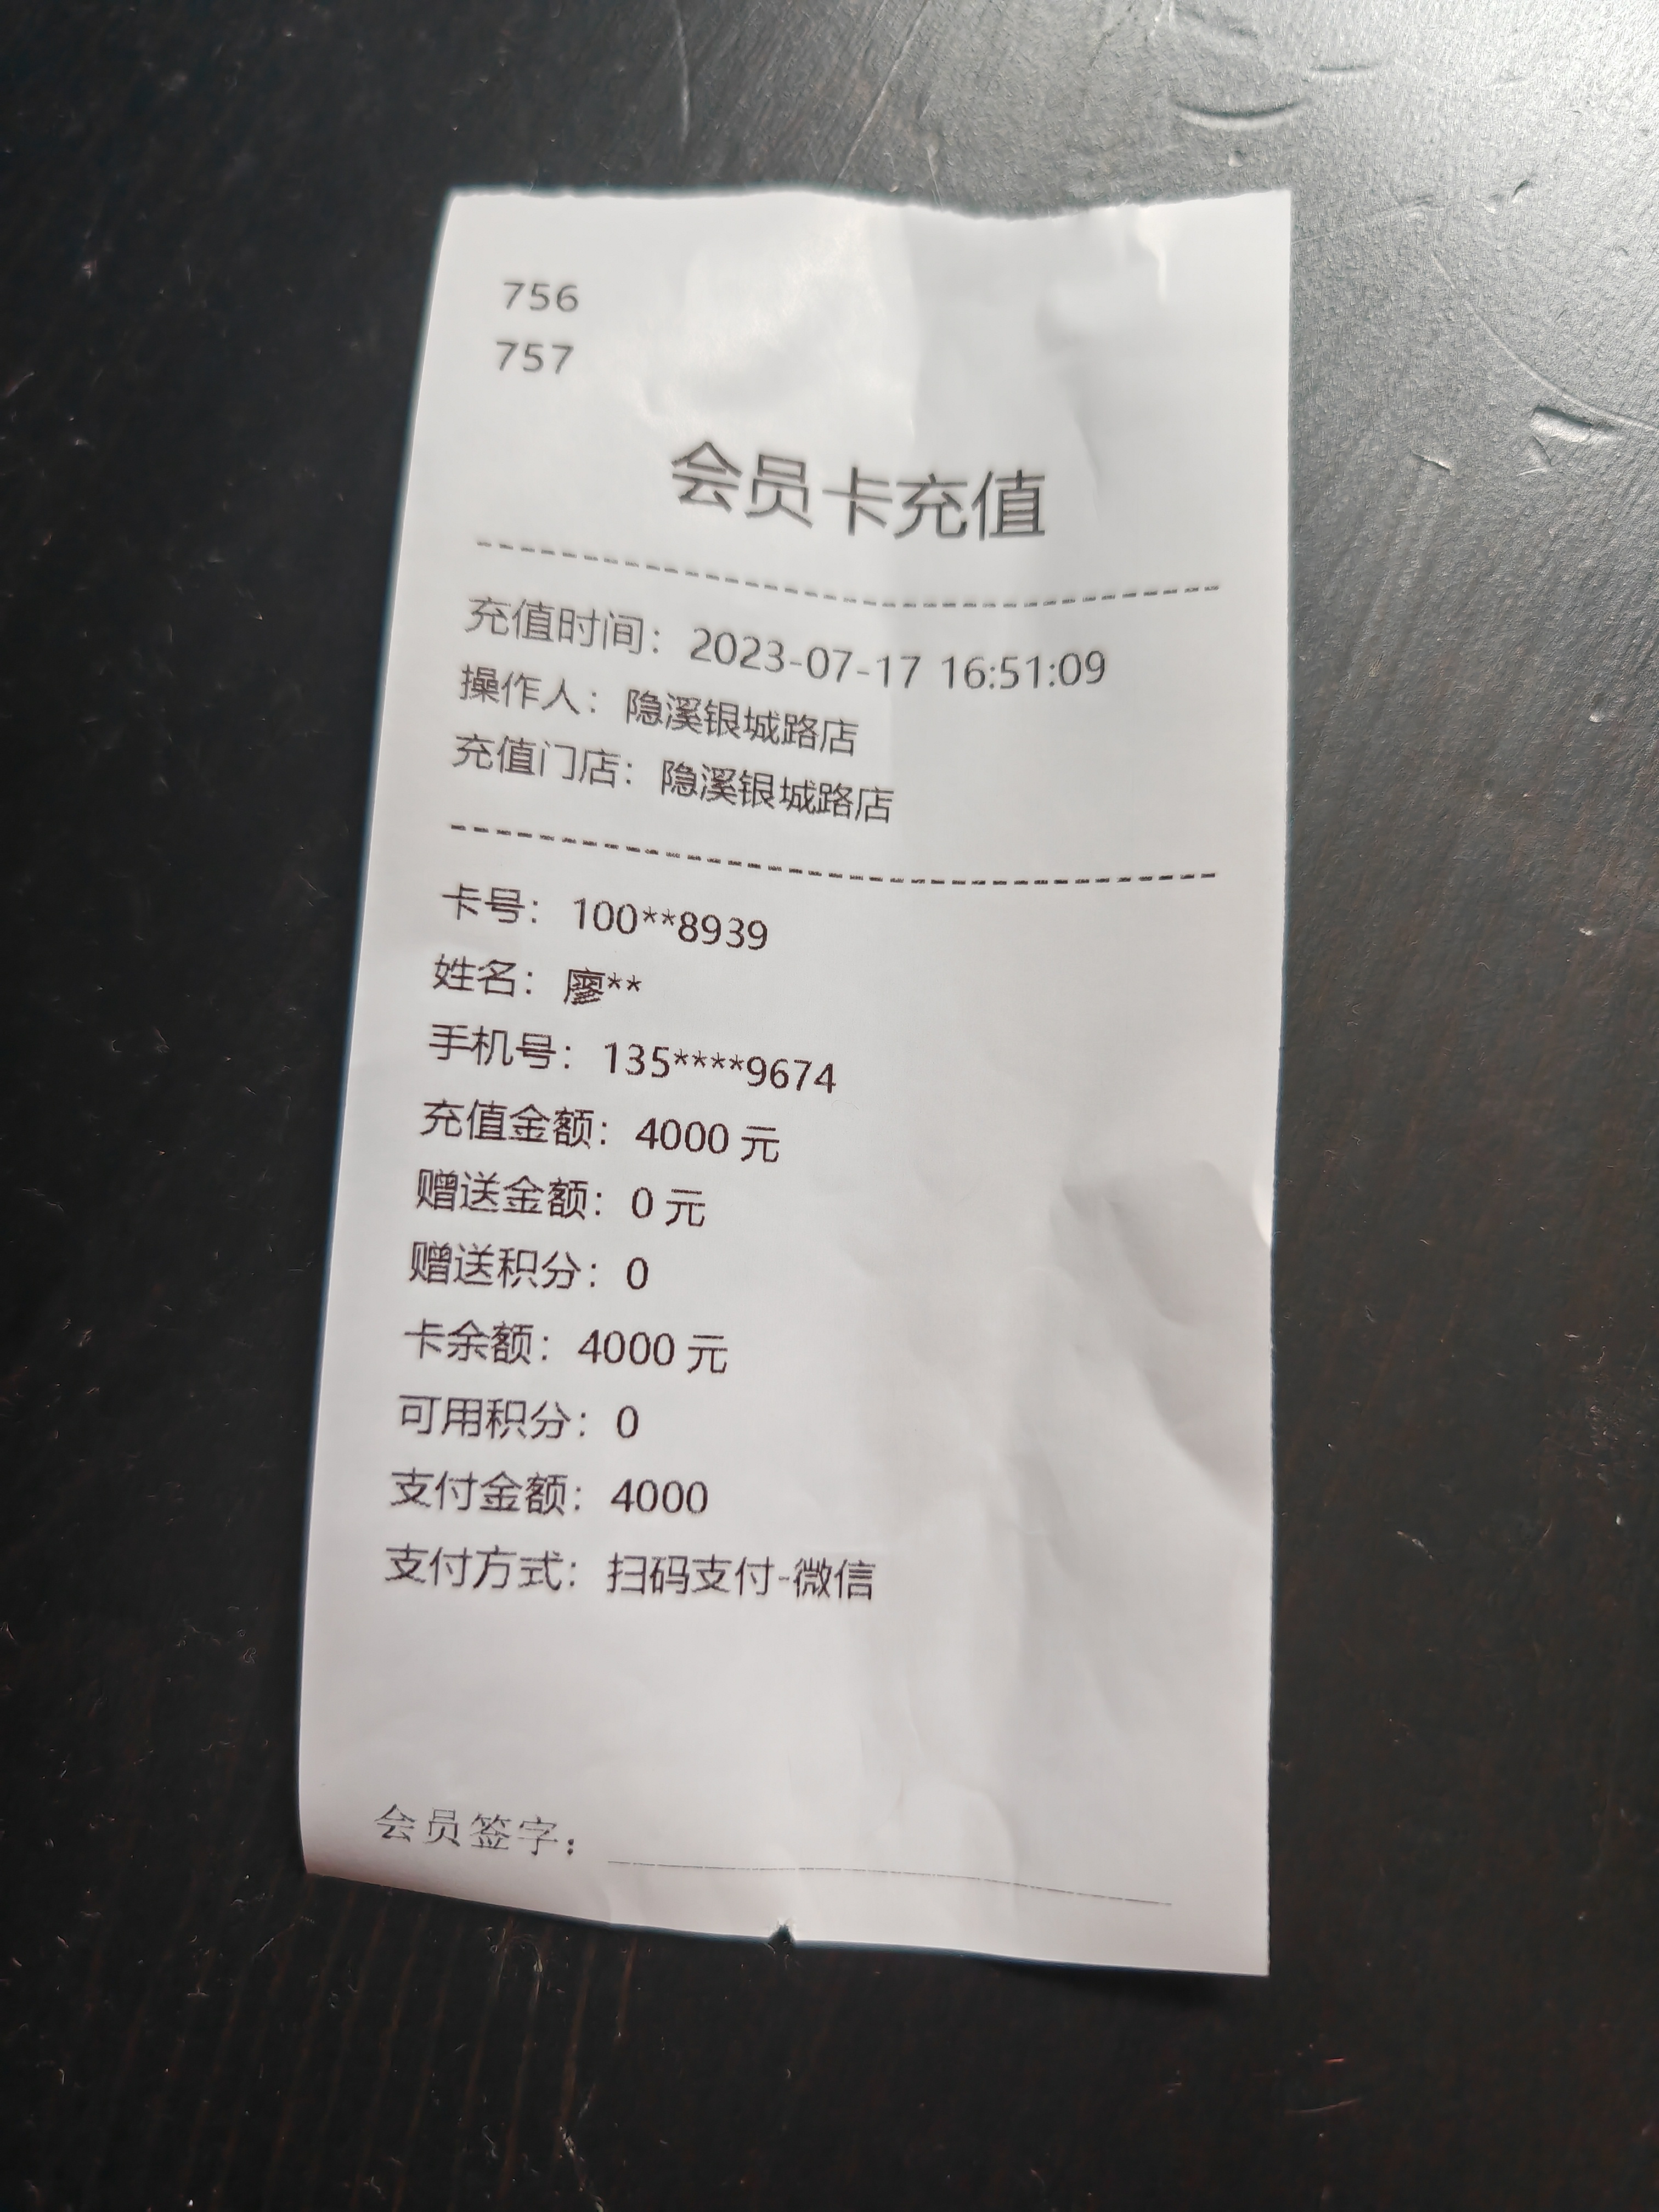 756
757
会员卡充值
充值时间：2023-07-17 16:51:09
操作人：隐溪银城路店
充值门店：隐溪银城路店
卡号：100**8939
姓名：廖**
手机号：135****9674
充值金额：4000 元
赠送金额：0 元
赠送积分：0
卡余额：4000 元
可用积分：0
支付金额：4000
支付方式：扫码支付-微信
会员签字：